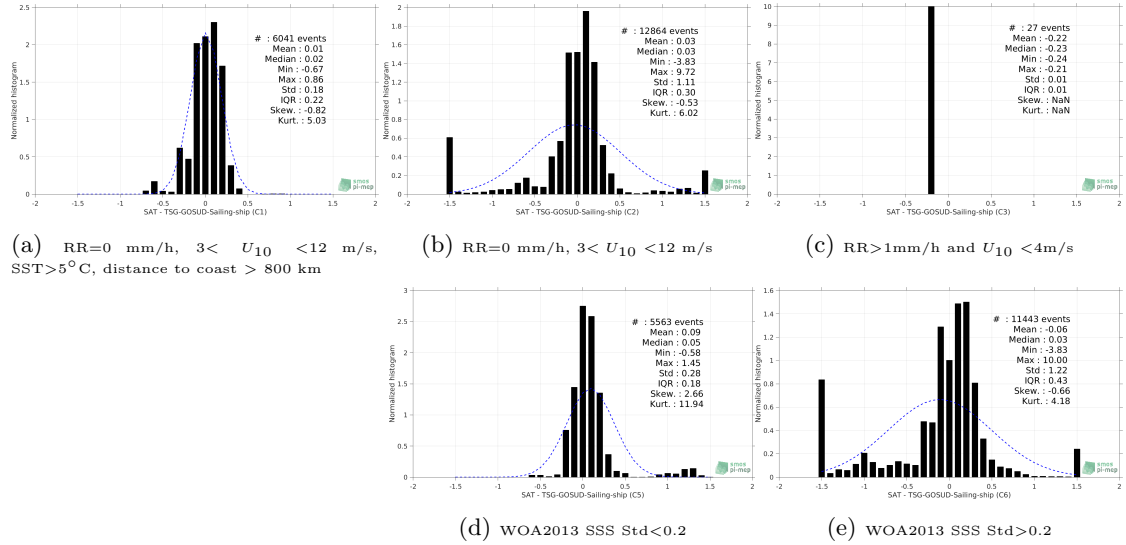 2.5
2
1.5
1
0.5
0
Normalized histogram
-2
-1.5
-1
-0.5
0
0.5
1
1.5
2
SAT - TSG-GOSUD-Sailing-ship (C1)
# : 6041 events
Mean : 0.01
Median : 0.02
Min : -0.67
Max : 0.86
Std : 0.18
IQR : 0.22
Skew. : -0.82
Kurt. : 5.03
smos
pi-mep
(a) RR=0 mm/h, 3< U10 <12 m/s,
SST>5°C, distance to coast > 800 km
2
1.8
1.6
1.4
1.2
1
0.8
0.6
0.4
0.2
0
Normalized histogram
-2
-1.5
-1
-0.5
0
0.5
1
1.5
2
SAT - TSG-GOSUD-Sailing-ship (C2)
# : 12864 events
Mean : 0.03
Median : 0.03
Min : -3.83
Max : 9.72
Std : 1.11
IQR : 0.30
Skew. : -0.53
Kurt. : 6.02
smos
pi-mep
(b) RR=0 mm/h, 3< U10 <12 m/s
10
9
8
7
6
5
4
3
2
1
0
Normalized histogram
-2
-1.5
-1
-0.5
0
0.5
1
1.5
2
SAT - TSG-GOSUD-Sailing-ship (C3)
# : 27 events
Mean : -0.22
Median : -0.23
Min : -0.24
Max : -0.21
Std : 0.01
IQR : 0.01
Skew. : NaN
Kurt. : NaN
smos
pi-mep
(c) RR>1mm/h and U10 <4m/s
3
2.5
2
1.5
1
0.5
0
Normalized histogram
-2
-1.5
-1
-0.5
0
0.5
1
1.5
2
SAT - TSG-GOSUD-Sailing-ship (C5)
# : 5563 events
Mean : 0.09
Median : 0.05
Min : -0.58
Max : 1.45
Std : 0.28
IQR : 0.18
Skew. : 2.66
Kurt. : 11.94
smos
pi-mep
(d) WOA2013 SSS Std<0.2
1.6
1.4
1.2
1
0.8
0.6
0.4
0.2
0
Normalized histogram
-2
-1.5
-1
-0.5
0
0.5
1
1.5
2
SAT - TSG-GOSUD-Sailing-ship (C6)
# : 11443 events
Mean : -0.06
Median : 0.03
Min : -3.83
Max : 10.00
Std : 1.22
IQR : 0.43
Skew. : -0.66
Kurt. : 4.18
smos
pi-mep
(e) WOA2013 SSS Std>0.2